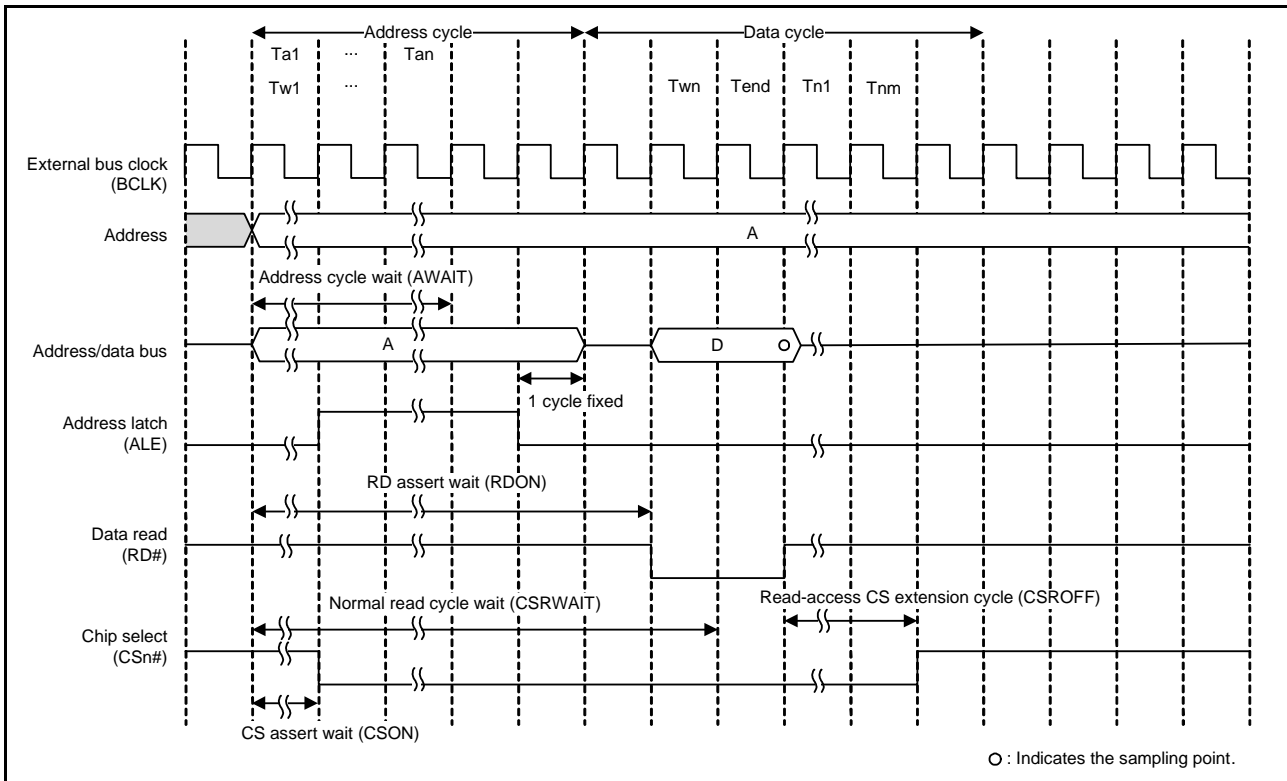 Address cycle
Data cycle
Ta1 ... Tan
Tw1 ... Twn Tend Tn1 Tnm
External bus clock
(BCLK)
Address
A
Address cycle wait (AWAIT)
Address/data bus
A
D
1 cycle fixed
Address latch
(ALE)
RD assert wait (RDON)
Data read
(RD#)
Normal read cycle wait (CSRWAIT)
Read-access CS extension cycle (CSROFF)
Chip select
(CSn#)
CS assert wait (CSON)
: Indicates the sampling point.